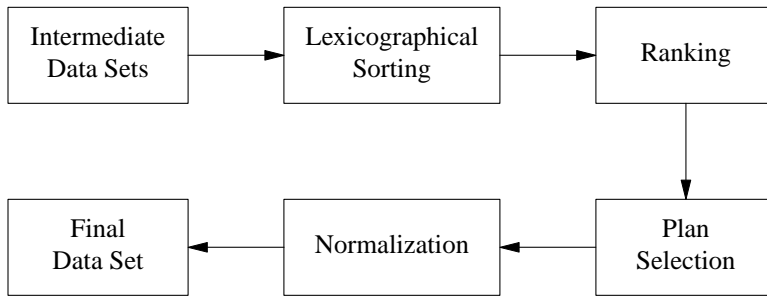 Intermediate
Data Sets
Lexicographical
Sorting
Ranking
Plan
Selection
Normalization
Final
Data Set